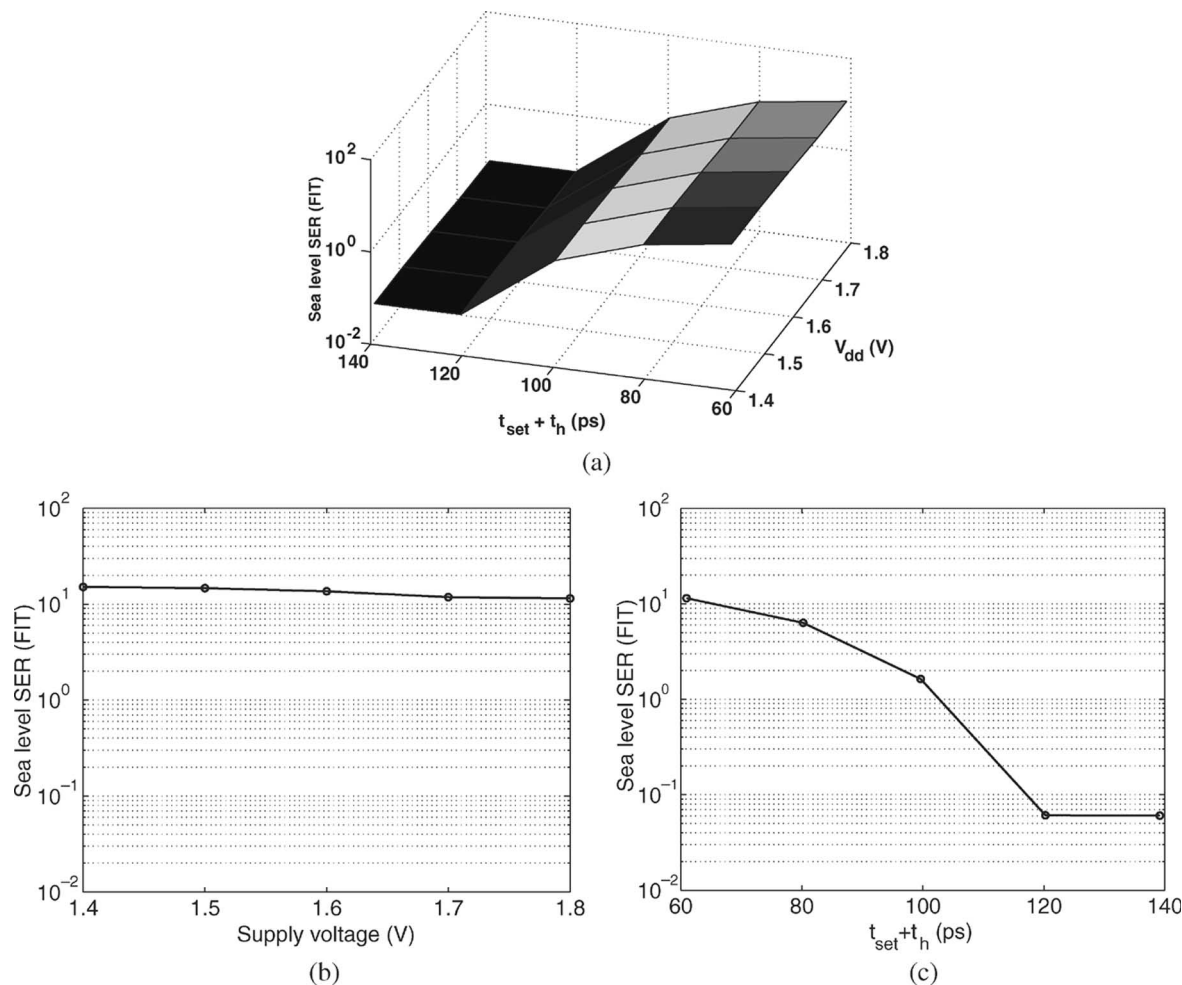 10^2
10^0
10^-2
Sea level SER (FIT)
140
120
100
80
60
t_set + t_h (ps)
1.4
1.5
1.6
1.7
1.8
V_dd (V)
(a)
10^2
10^1
10^0
10^-1
10^-2
Sea level SER (FIT)
1.4 1.5 1.6 1.7 1.8
Supply voltage (V)
(b)
10^2
10^1
10^0
10^-1
10^-2
Sea level SER (FIT)
60 80 100 120 140
t_set+t_h (ps)
(c)